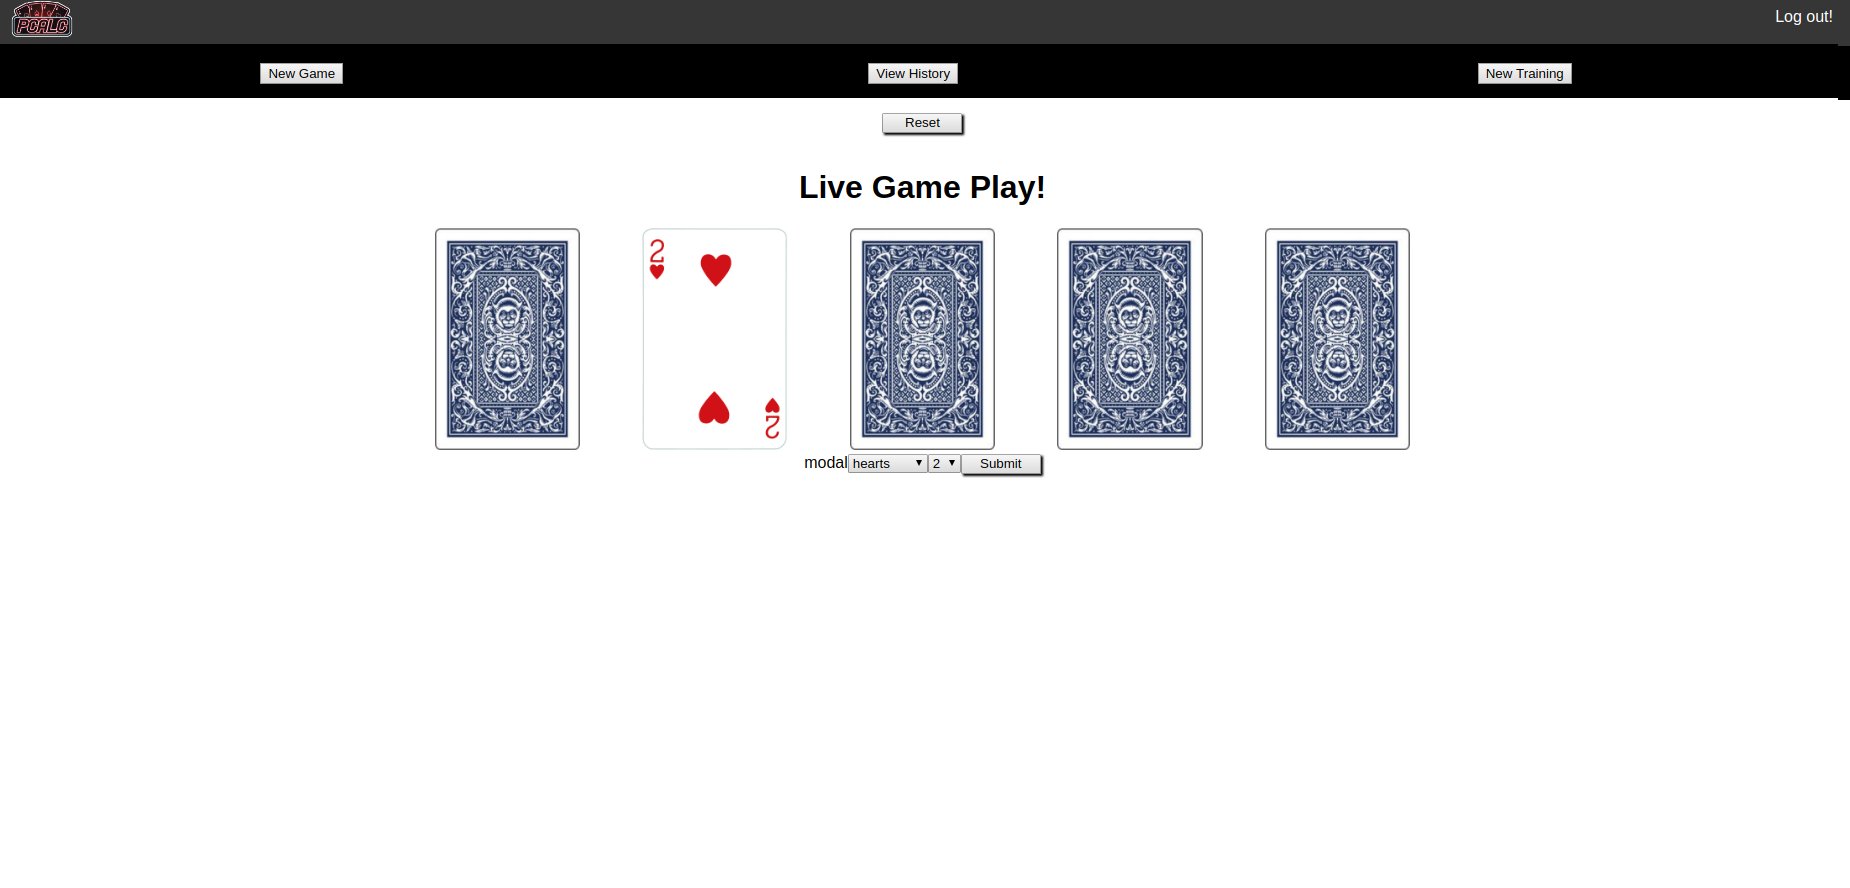 PCALC
Log out!
New Game
View History
New Training
Reset
Live Game Play!
2
2
modal hearts 2 Submit